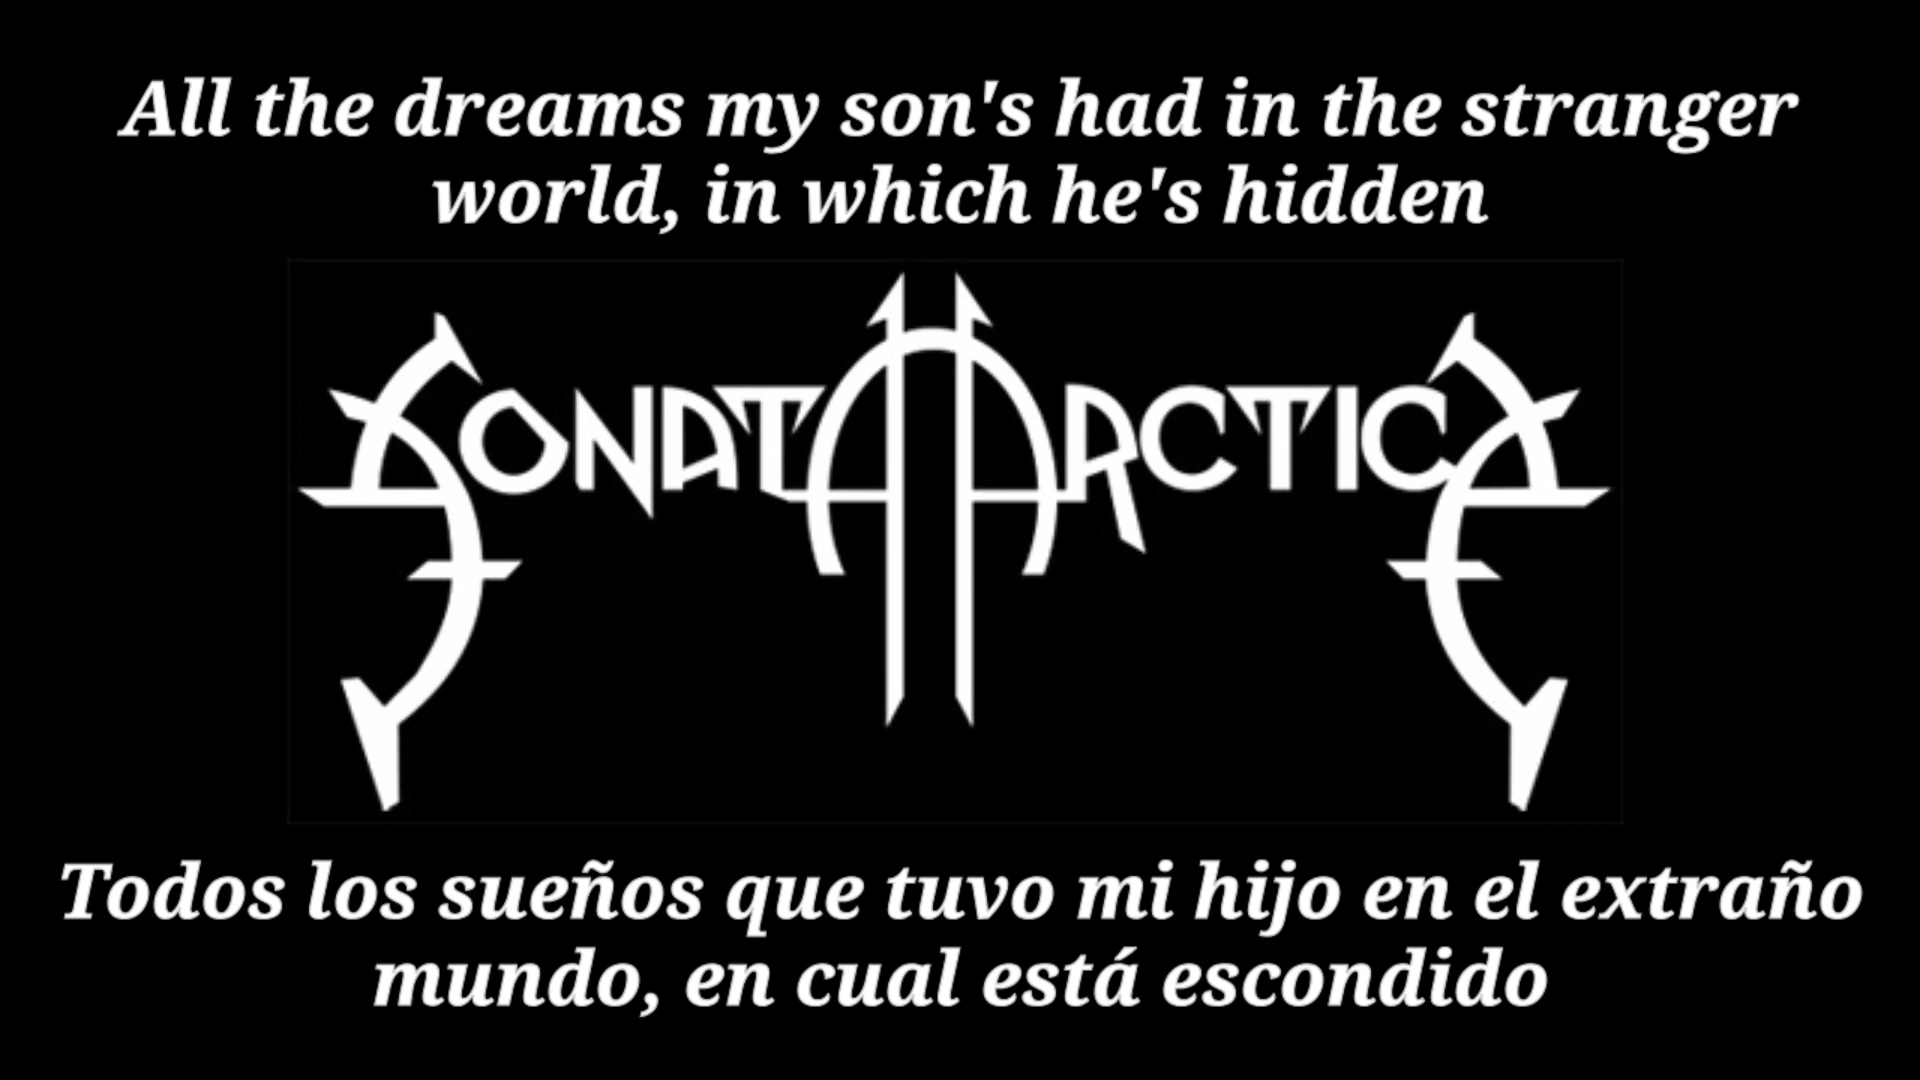 All the dreams my son's had in the stranger
world, in which he's hidden
SONATA ARCTICA
Todos los sueños que tuvo mi hijo en el extraño
mundo, en cual está escondido